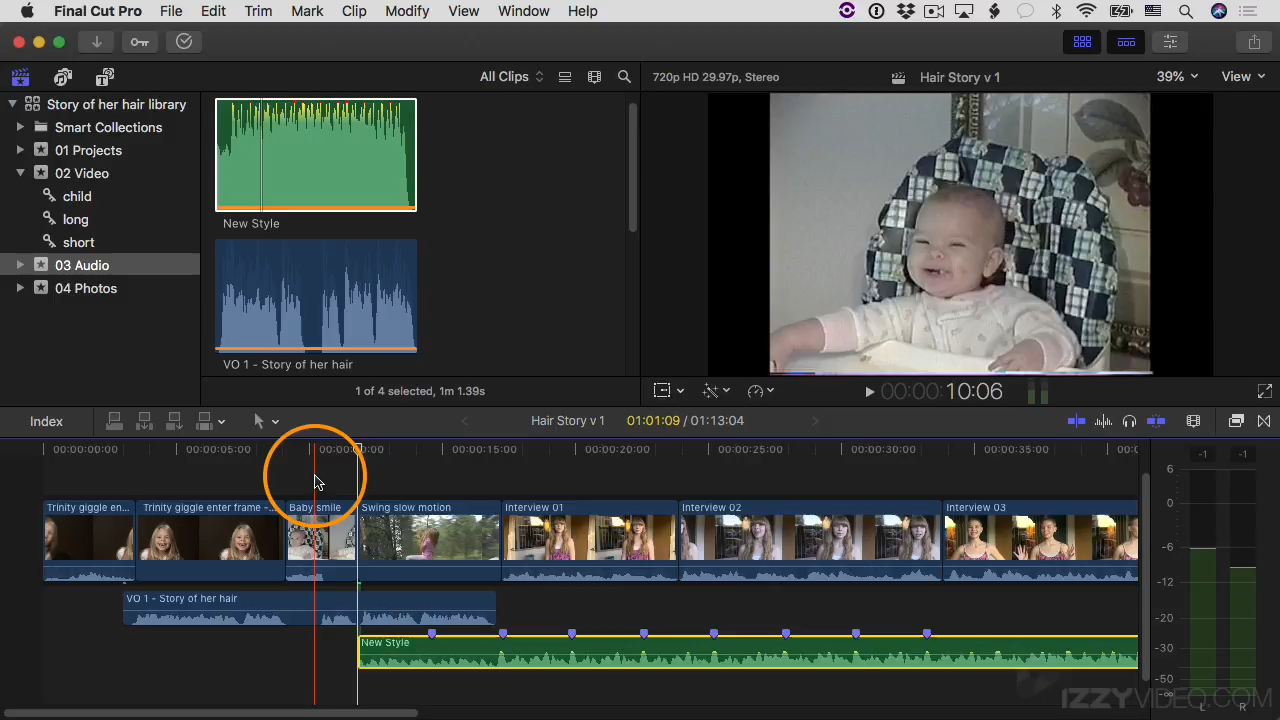 Final Cut Pro File Edit Trim Mark Clip Modify View Window Help
All Clips
720p HD 29.97p, Stereo
Hair Story v 1
39%
View
Story of her hair library
Smart Collections
01 Projects
02 Video
child
long
short
03 Audio
04 Photos
New Style
VO 1 - Story of her hair
1 of 4 selected, 1m 1.39s
00:00:10:06
Index
Hair Story v 1
01:01:09 / 01:13:04
00:00:00:00
00:00:05:00
00:00:15:00
00:00:20:00
00:00:25:00
00:00:30:00
00:00:35:00
00:0
-1 -1
Trinity giggle en...
Trinity giggle enter frame -...
Baby smile
Swing slow motion
Interview 01
Interview 02
Interview 03
VO 1 - Story of her hair
New Style
6
0
-6
-12
-20
-30
-50
-∞
L R
IZZYVIDEO.COM